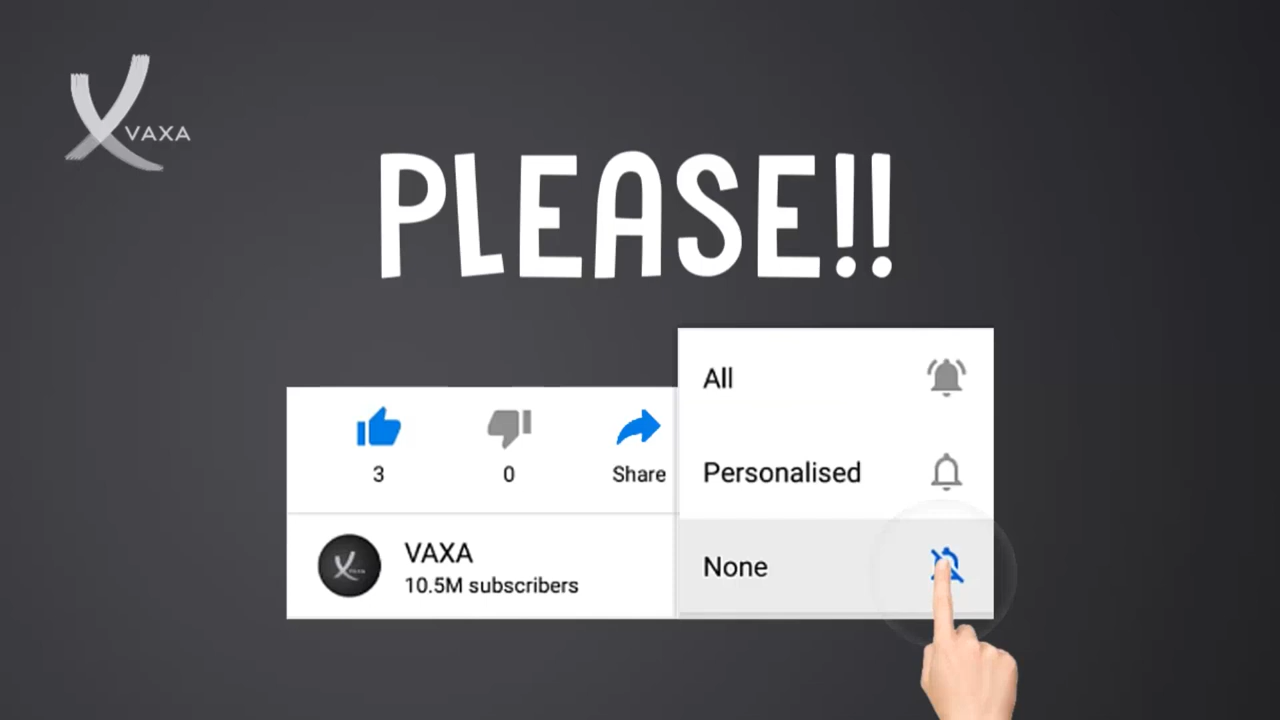 VAXA
PLEASE!!
All
Personalised
None
3
0
Share
VAXA
10.5M subscribers